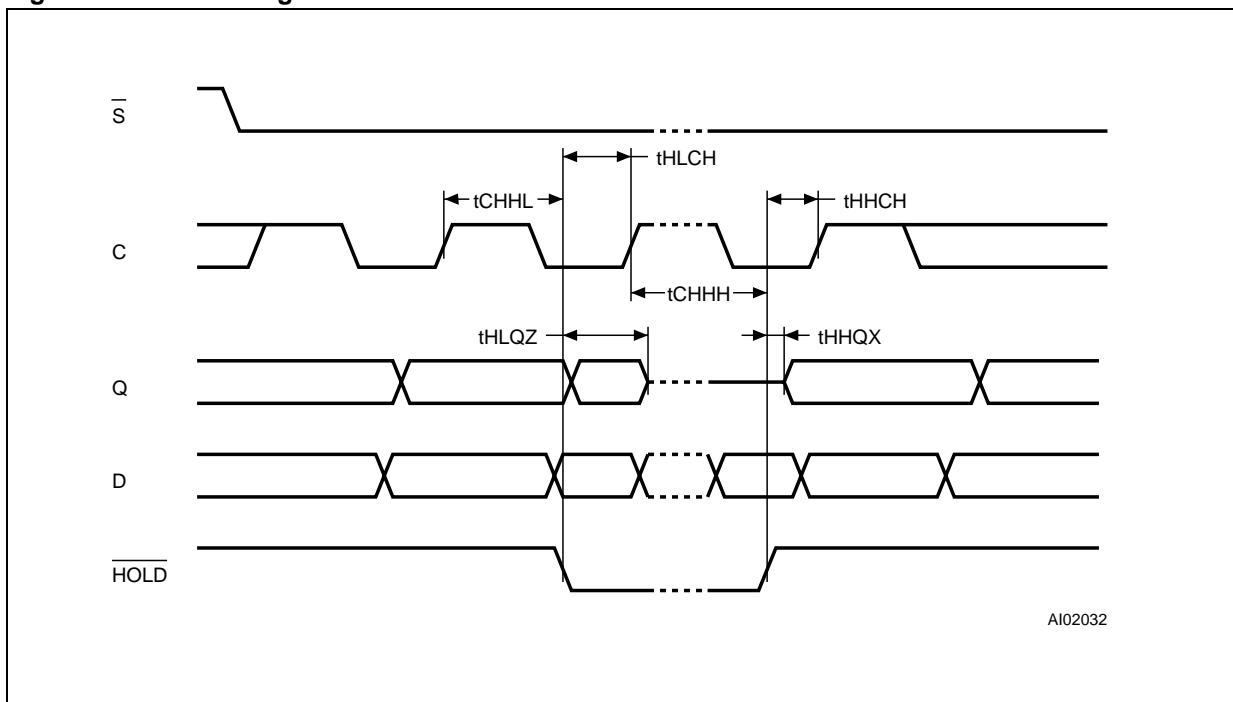 S
tHLCH
tCHHL
tHHCH
C
tCHHH
tHLQZ
tHHQX
Q
D
HOLD
AI02032